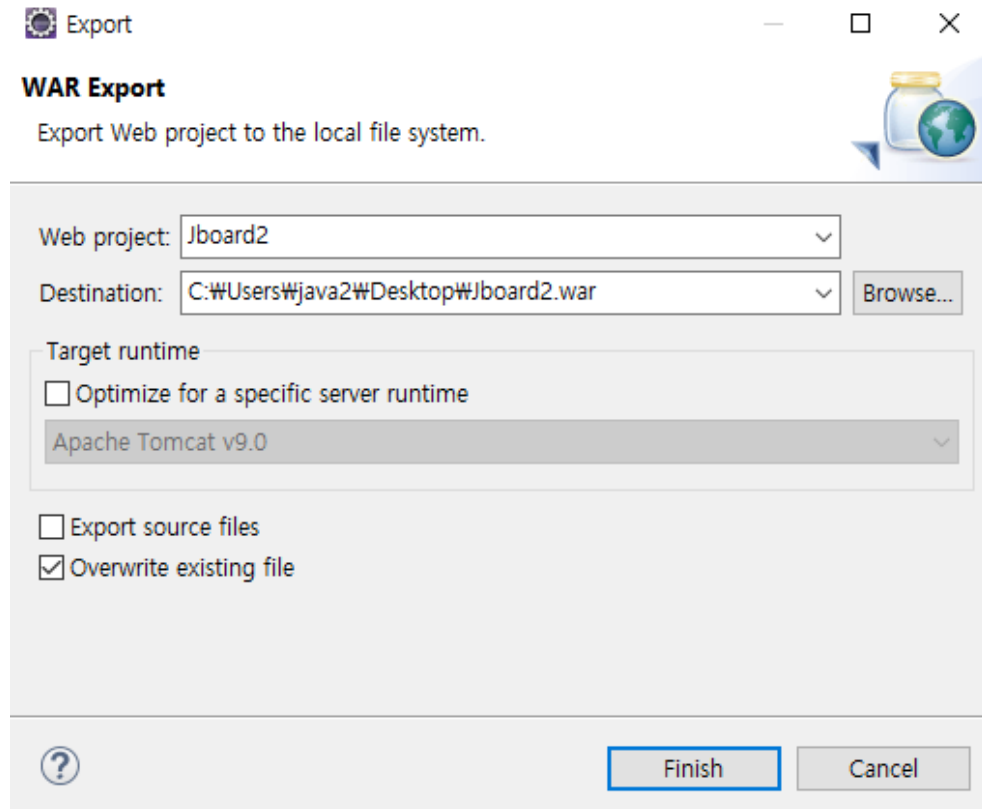 Export
WAR Export
Export Web project to the local file system.
Web project: Jboard2
Destination: C:₩Users₩java2₩Desktop₩Jboard2.war Browse...
Target runtime
Optimize for a specific server runtime
Apache Tomcat v9.0
Export source files
Overwrite existing file
? Finish Cancel